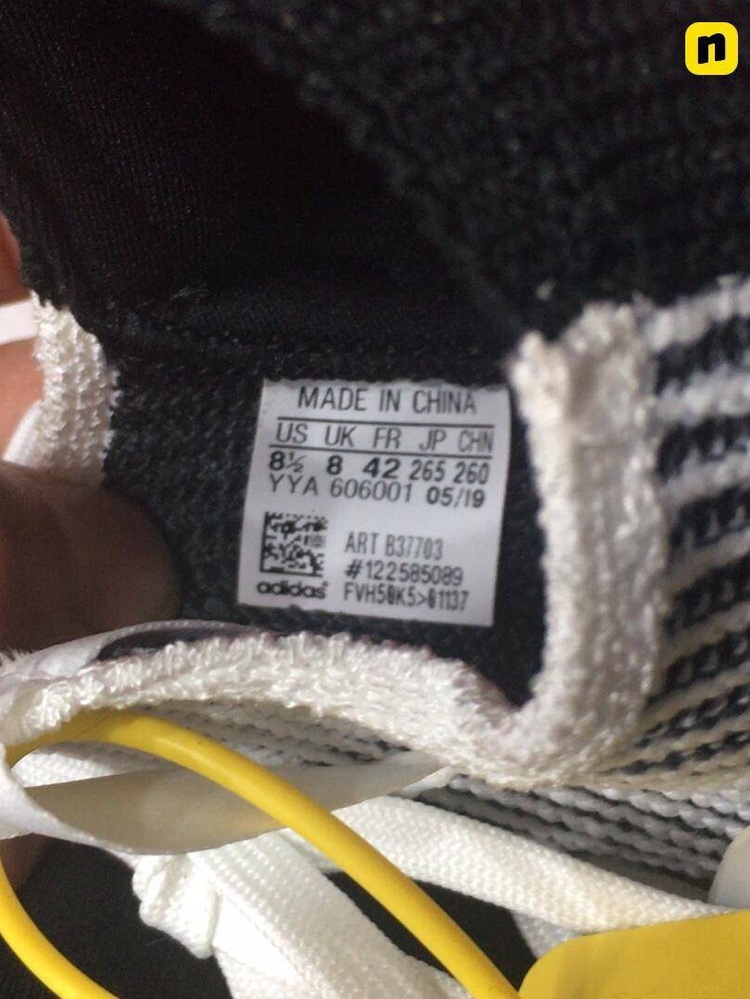 n
MADE IN CHINA
US UK FR JP CHN
8½ 8 42 265 260
YYA 606001 05/19
ART B37703
#122585089
adidas FVH50K5>01137